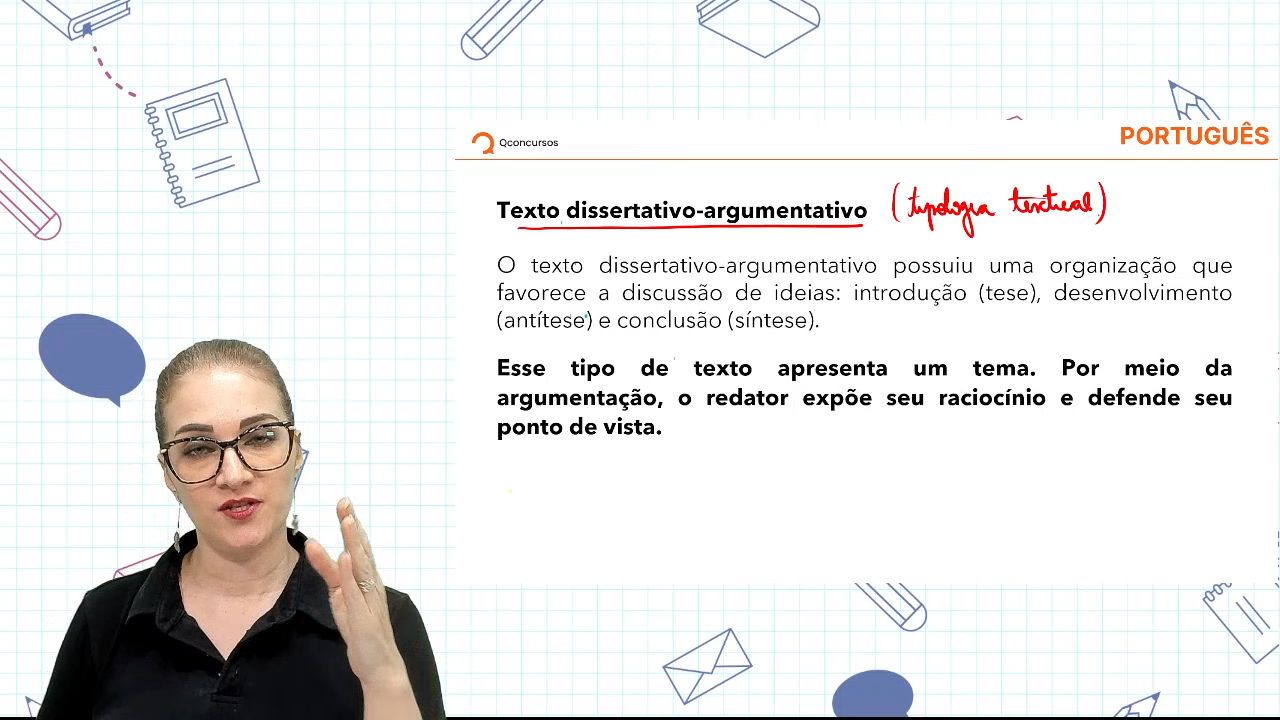 Qconcursos
PORTUGUÊS
Texto dissertativo-argumentativo (tipologia textual)
O texto dissertativo-argumentativo possuiu uma organização que
favorece a discussão de ideias: introdução (tese), desenvolvimento
(antítese) e conclusão (síntese).
Esse tipo de texto apresenta um tema. Por meio da
argumentação, o redator expõe seu raciocínio e defende seu
ponto de vista.